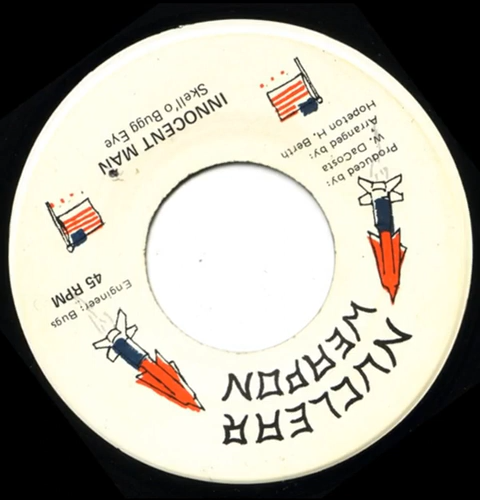 NUCLEAR
WEAPON
Produced by:
W. DaCosta
Arranged by:
Hopeton H. Berth
Engineer: Bugs
45 RPM
INNOCENT MAN
Skell'o Bugg Eye